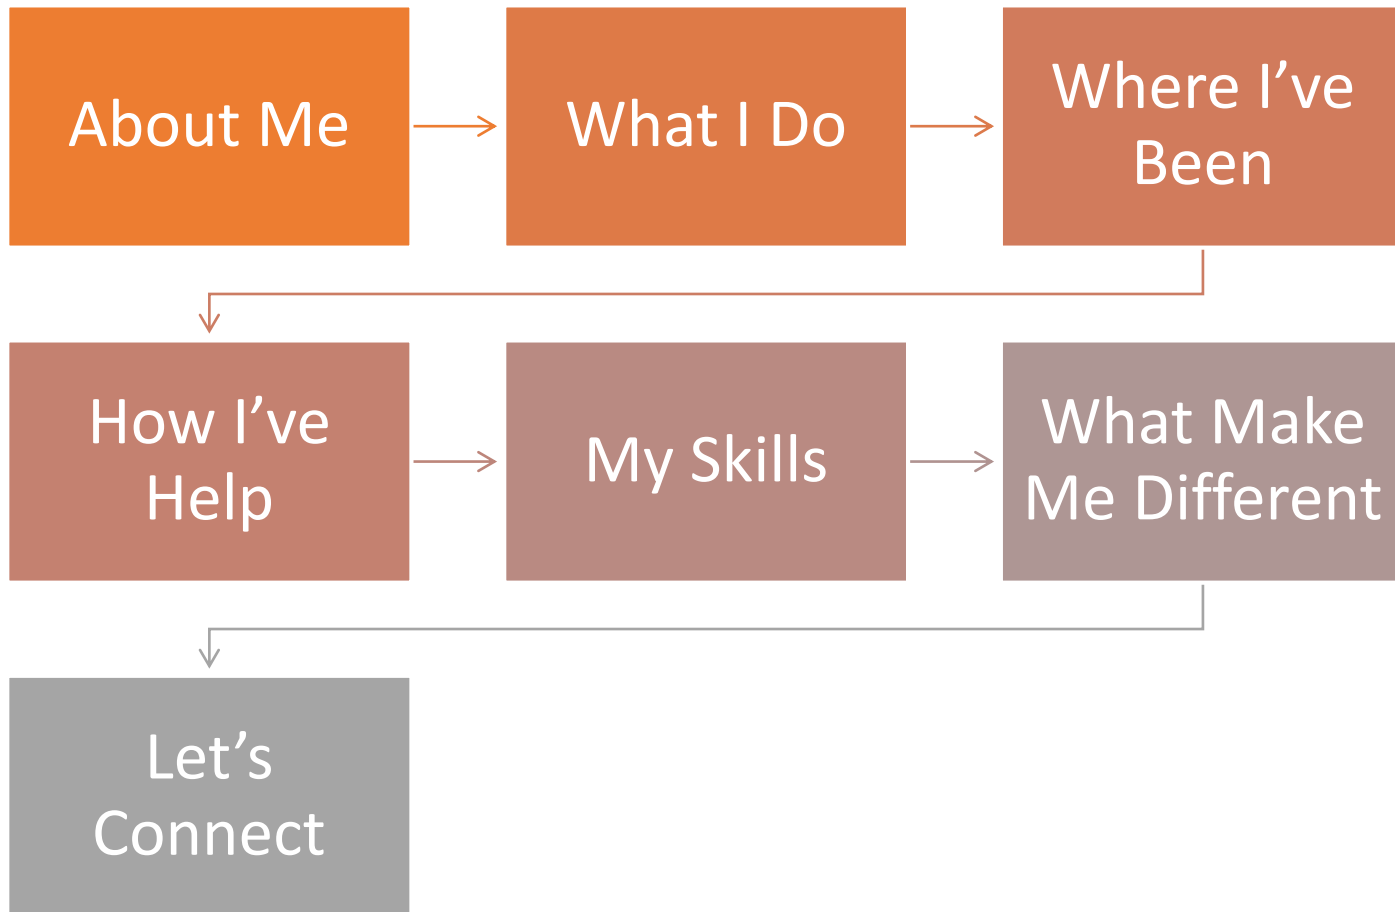 About Me
What I Do
Where I’ve
Been
How I’ve
Help
My Skills
What Make
Me Different
Let’s
Connect